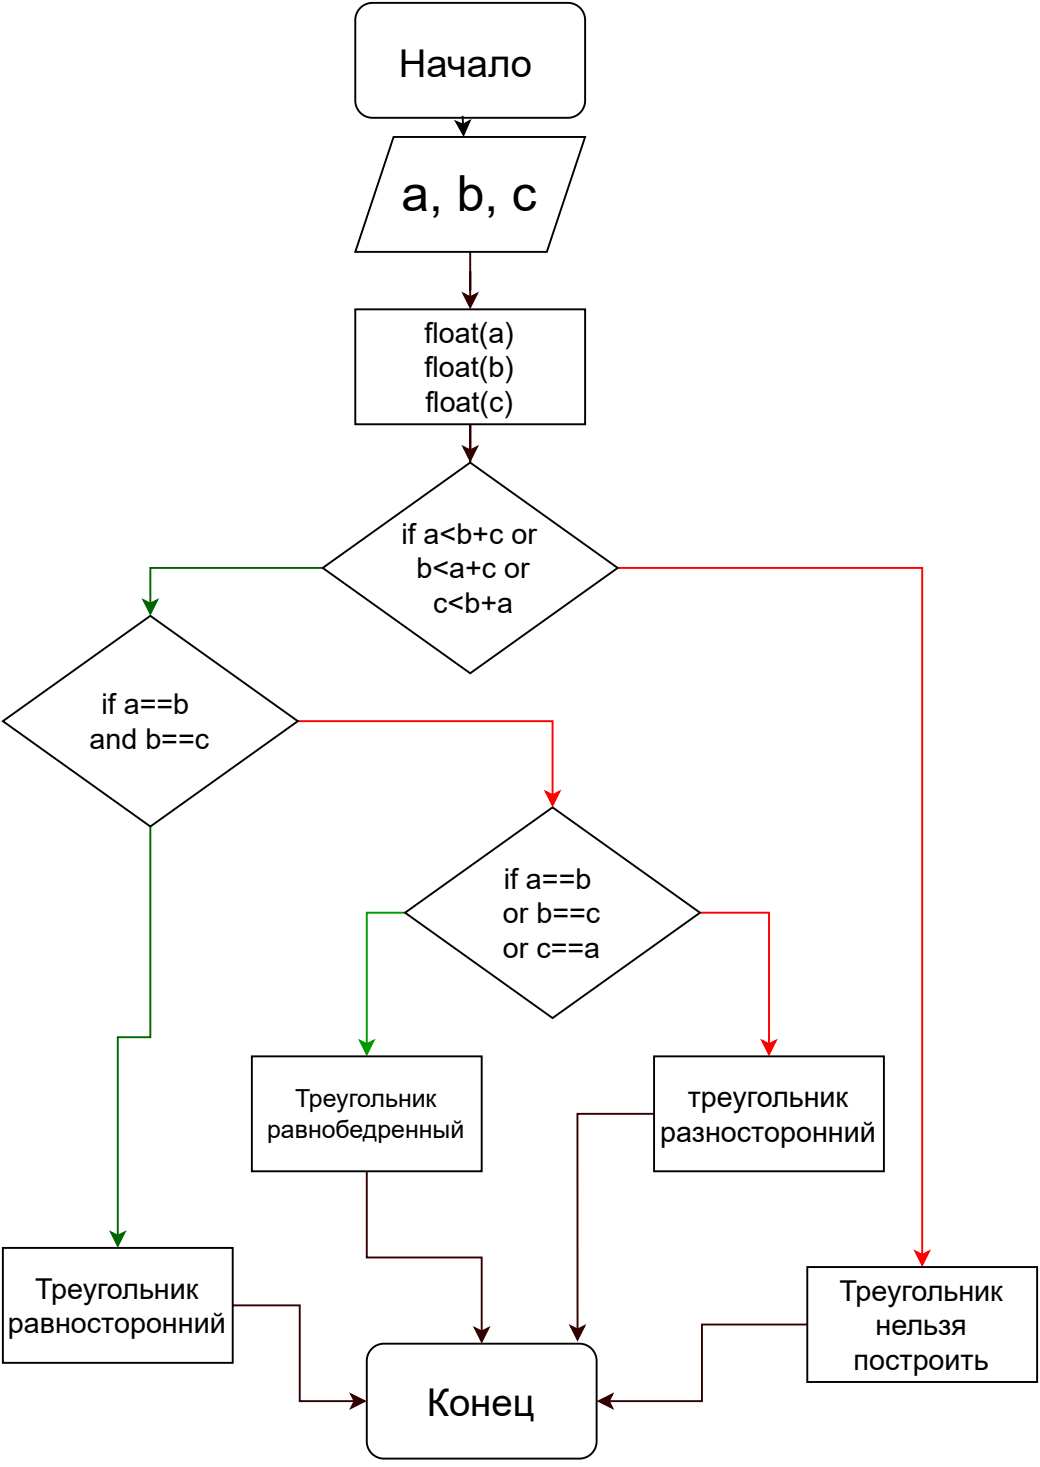 Начало
a, b, c
float(a)
float(b)
float(c)
if a<b+c or
b<a+c or
c<b+a
if a==b
and b==c
if a==b
or b==c
or c==a
Треугольник
равнобедренный
треугольник
разносторонний
Треугольник
равносторонний
Треугольник
нельзя
построить
Конец